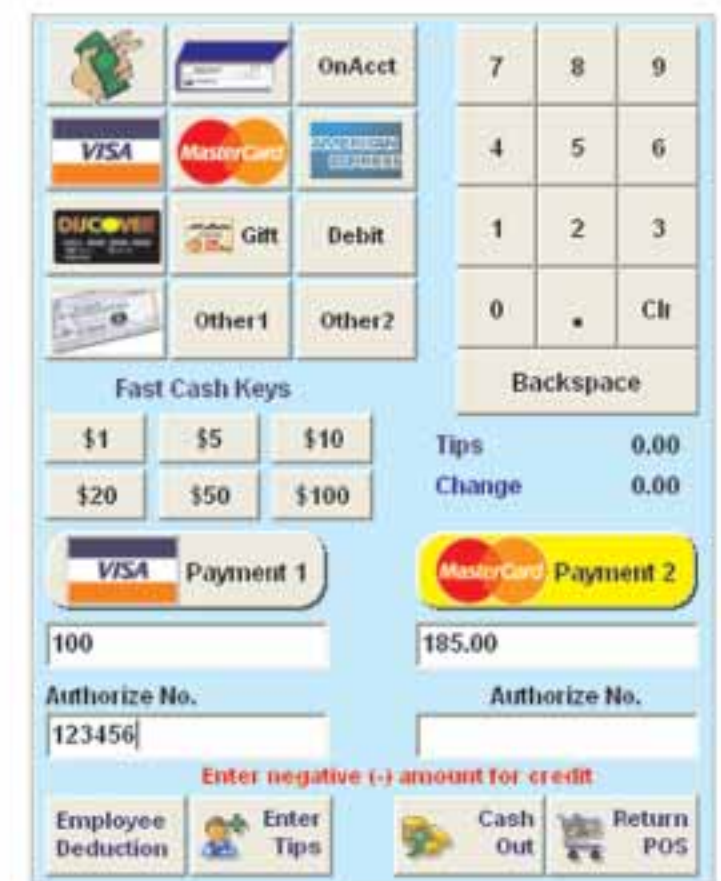 OnAcct 7 8 9
VISA MasterCard AMERICAN EXPRESS 4 5 6
DISCOVER Gift Debit 1 2 3
Other1 Other2 0 . Clr
Fast Cash Keys Backspace
$1 $5 $10 Tips 0.00
$20 $50 $100 Change 0.00
VISA Payment 1 MasterCard Payment 2
100 185.00
Authorize No. Authorize No.
123456
Enter negative (-) amount for credit
Employee Deduction Enter Tips Cash Out Return POS